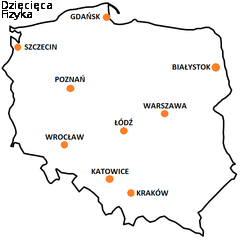 Dziecięca
Fizyka
GDAŃSK
SZCZECIN
BIAŁYSTOK
POZNAŃ
WARSZAWA
ŁÓDŹ
WROCŁAW
KATOWICE
KRAKÓW